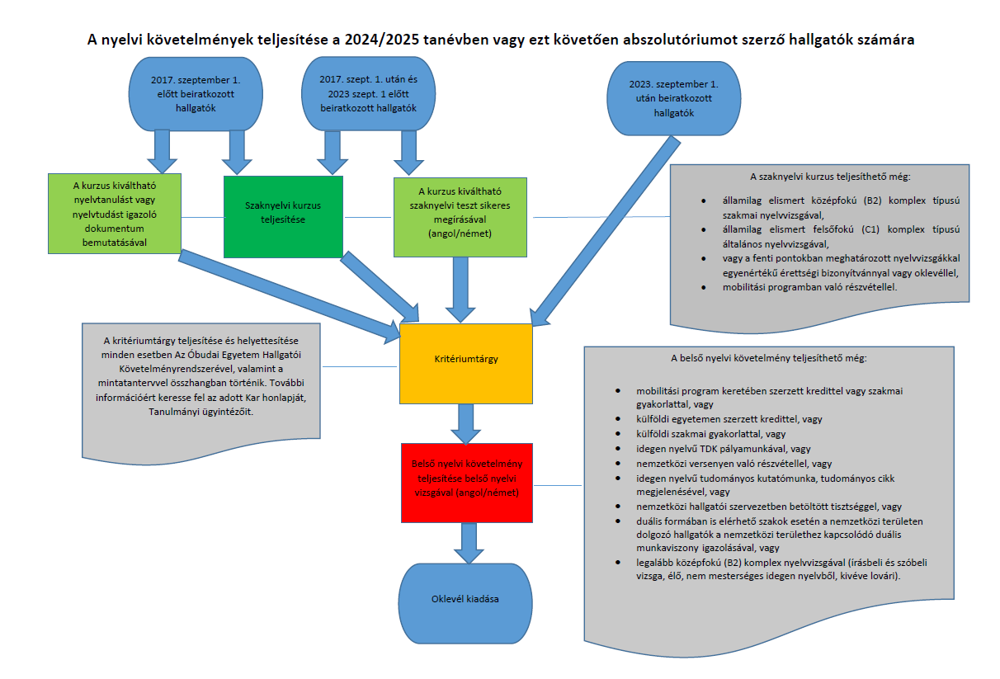 A nyelvi követelmények teljesítése a 2024/2025 tanévben vagy ezt követően abszolutóriumot szerző hallgatók számára
2017. szeptember 1.
előtt beiratkozott
hallgatók
2017. szept. 1. után és
2023 szept. 1 előtt
beiratkozott hallgatók
2023. szeptember 1.
után beiratkozott
hallgatók
A kurzus kiváltható
nyelvtanulást vagy
nyelvtudást igazoló
dokumentum
bemutatásával
Szaknyelvi kurzus
teljesítése
A kurzus kiváltható
szaknyelvi teszt sikeres
megírásával
(angol/német)
A szaknyelvi kurzus teljesíthető még:
• államilag elismert középfokú (B2) komplex típusú
szakmai nyelvvizsgával,
• államilag elismert felsőfokú (C1) komplex típusú
általános nyelvvizsgával,
• vagy a fenti pontokban meghatározott nyelvvizsgákkal
egyenértékű érettségi bizonyítvánnyal vagy oklevéllel,
• mobilitási programban való részvétellel.
A kritériumtárgy teljesítése és helyettesítése
minden esetben Az Óbudai Egyetem Hallgatói
Követelményrendszerével, valamint a
mintatantervvel összhangban történik. További
információért keresse fel az adott Kar honlapját,
Tanulmányi ügyintézőit.
Kritériumtárgy
A belső nyelvi követelmény teljesíthető még:
• mobilitási program keretében szerzett kredittel vagy szakmai
gyakorlattal, vagy
• külföldi egyetemen szerzett kredittel, vagy
• külföldi szakmai gyakorlattal, vagy
• idegen nyelvű TDK pályamunkával, vagy
• nemzetközi versenyen való részvétellel, vagy
• idegen nyelvű tudományos kutatómunka, tudományos cikk
megjelenésével, vagy
• nemzetközi hallgatói szervezetben betöltött tisztséggel, vagy
• duális formában is elérhető szakok esetén a nemzetközi területen
dolgozó hallgatók a nemzetközi területhez kapcsolódó duális
munkaviszony igazolásával, vagy
• legalább középfokú (B2) komplex nyelvvizsgával (írásbeli és szóbeli
vizsga, élő, nem mesterséges idegen nyelvből, kivéve lovári).
Belső nyelvi követelmény
teljesítése belső nyelvi
vizsgával (angol/német)
Oklevél kiadása